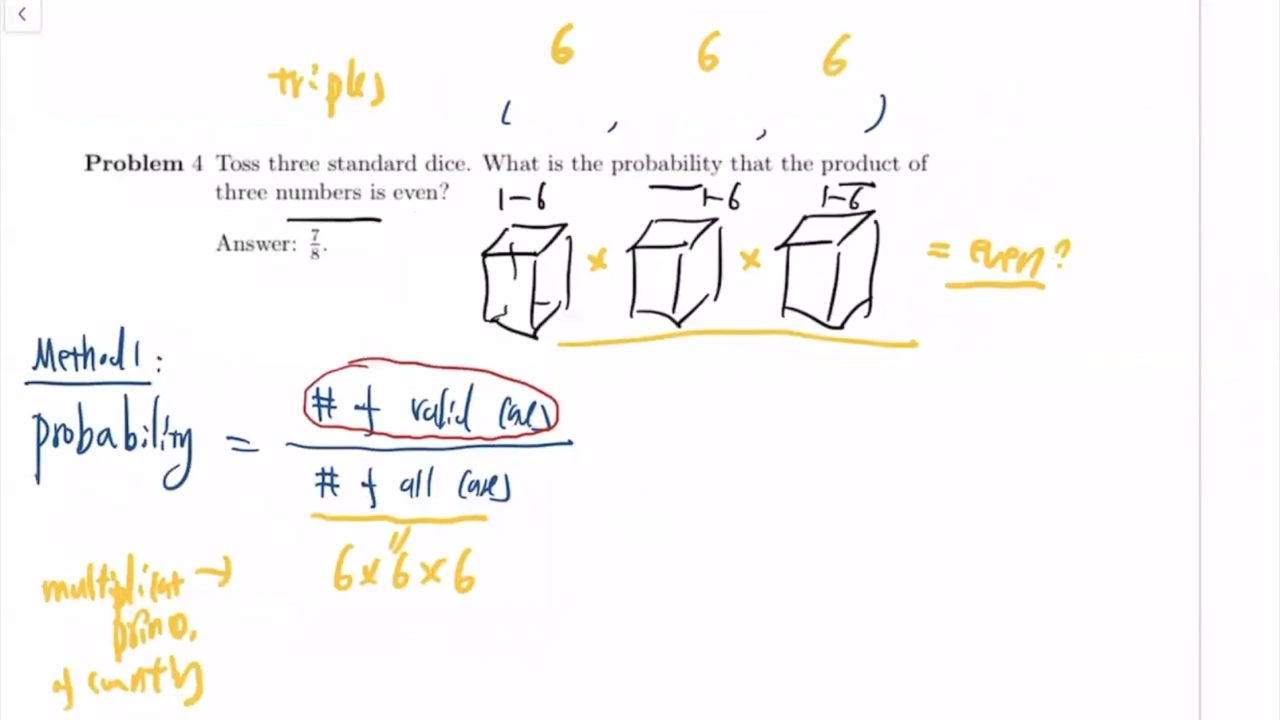 6 6 6
triples
( , , )
Problem 4 Toss three standard dice. What is the probability that the product of
three numbers is even?
1-6 1-6 1-6
Answer: 7/8.
× × = even?
Method 1:
# of valid cases
probability =
# of all cases
6×6×6
multiplicat →
of